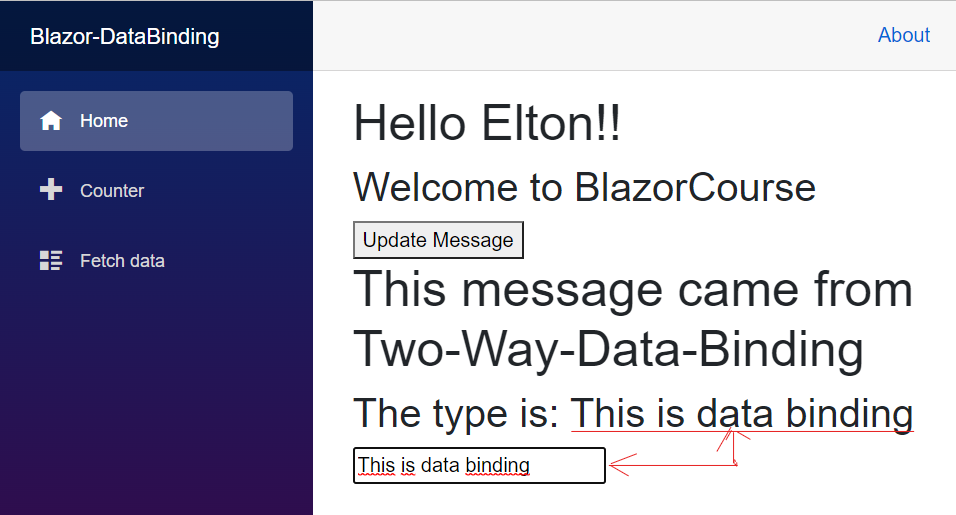 Blazor-DataBinding
About
Home
Counter
Fetch data
Hello Elton!!
Welcome to BlazorCourse
Update Message
This message came from
Two-Way-Data-Binding
The type is: This is data binding
This is data binding